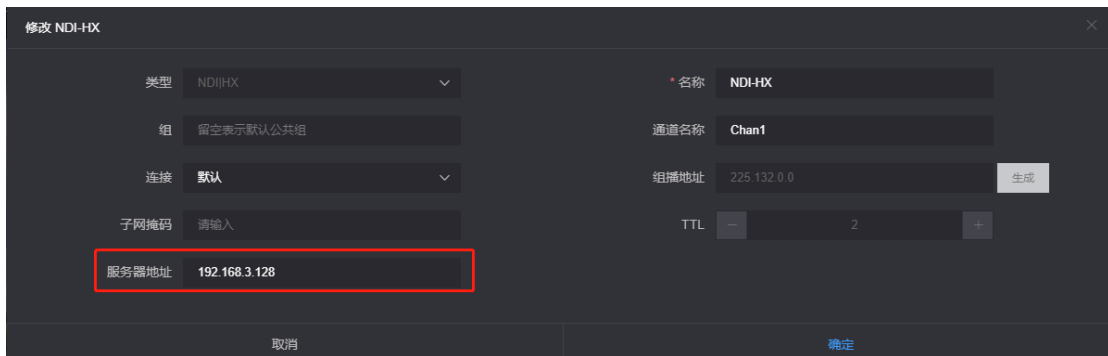 修改 NDI-HX
类型 NDI|HX
* 名称 NDI-HX
组 留空表示默认公共组
通道名称 Chan1
连接 默认
组播地址 225.132.0.0 生成
子网掩码 请输入
TTL 2
服务器地址 192.168.3.128
取消
确定